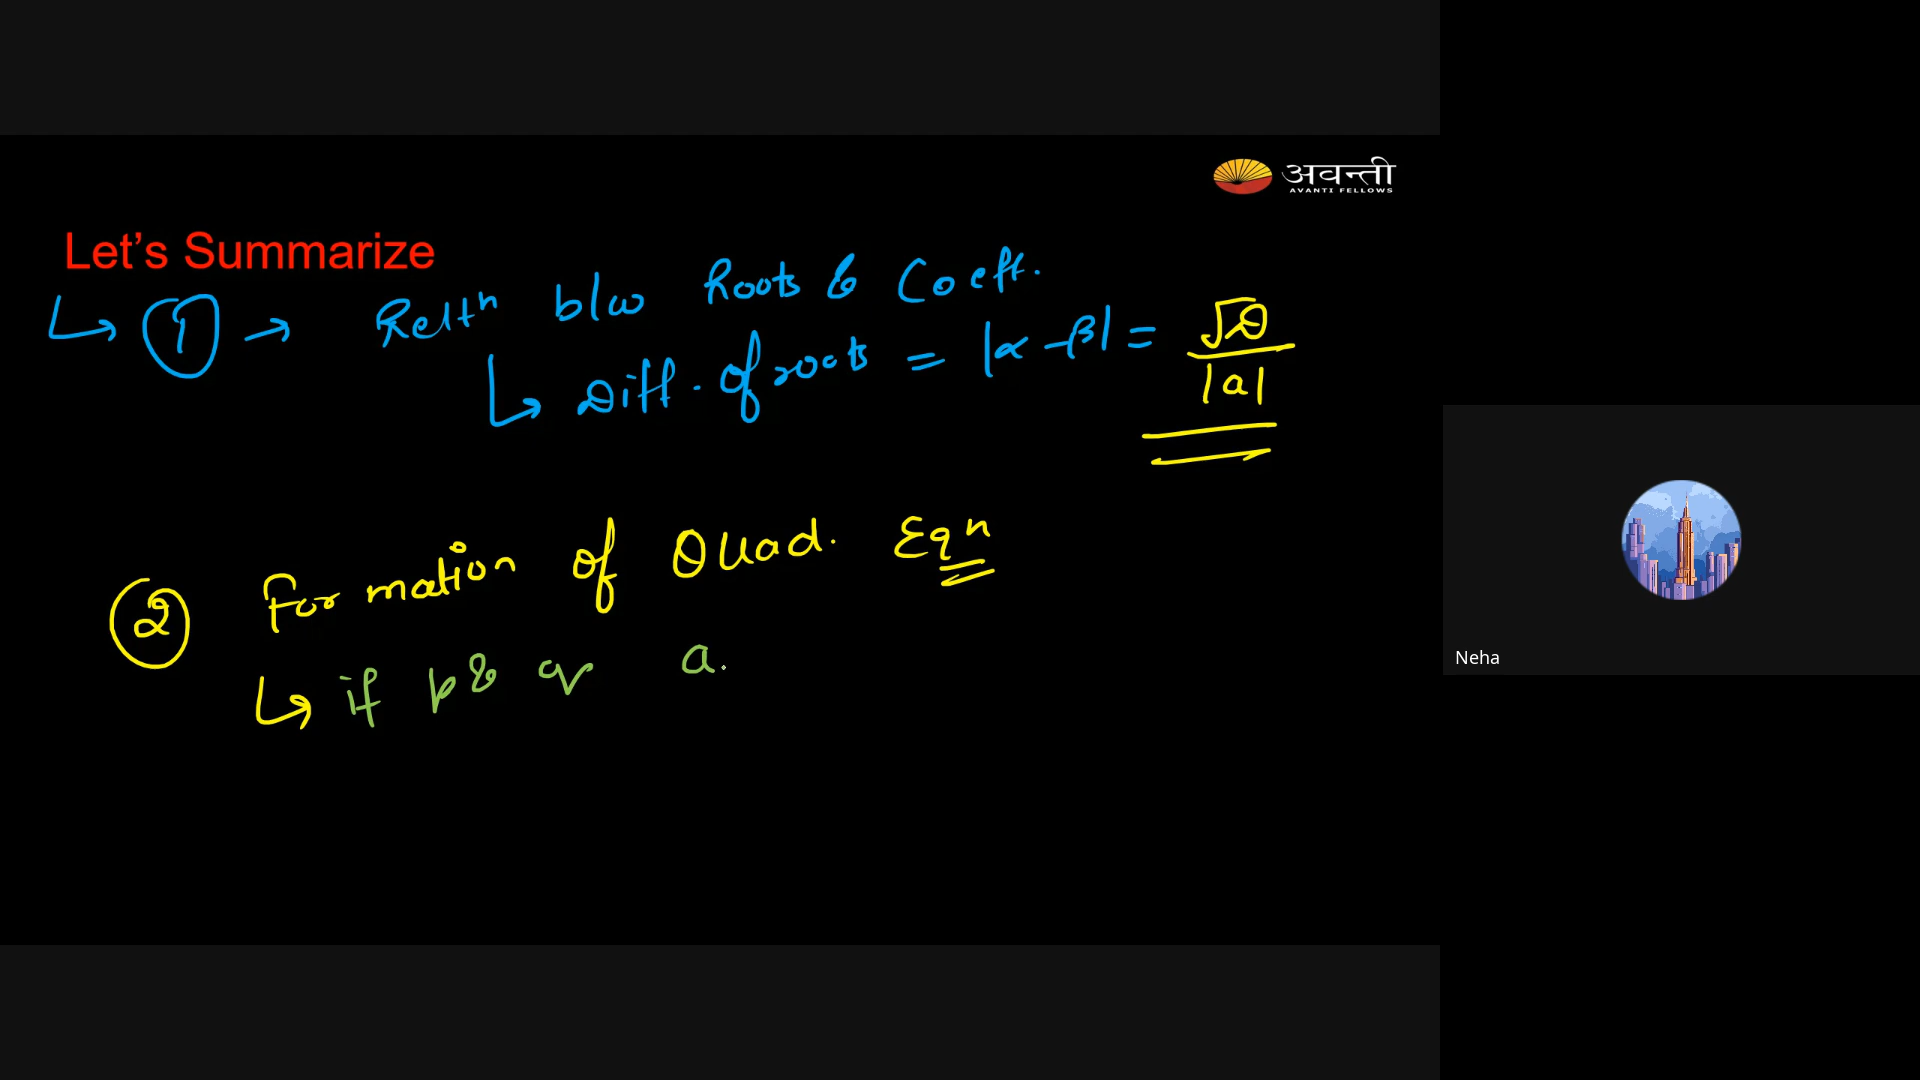 अवन्ती
AVANTI FELLOWS
Let's Summarize
① → Reltn b/w Roots & Coeff.
Diff. of roots = |α - β| = √D / |a|
② Formation of Quad. Eqn
if p & q a.
Neha